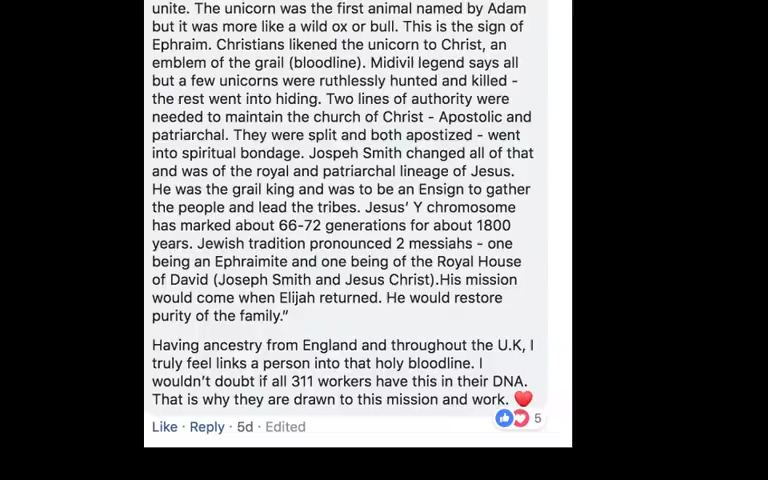 unite. The unicorn was the first animal named by Adam
but it was more like a wild ox or bull. This is the sign of
Ephraim. Christians likened the unicorn to Christ, an
emblem of the grail (bloodline). Midivil legend says all
but a few unicorns were ruthlessly hunted and killed -
the rest went into hiding. Two lines of authority were
needed to maintain the church of Christ - Apostolic and
patriarchal. They were split and both apostized - went
into spiritual bondage. Jospeh Smith changed all of that
and was of the royal and patriarchal lineage of Jesus.
He was the grail king and was to be an Ensign to gather
the people and lead the tribes. Jesus’ Y chromosome
has marked about 66-72 generations for about 1800
years. Jewish tradition pronounced 2 messiahs - one
being an Ephraimite and one being of the Royal House
of David (Joseph Smith and Jesus Christ).His mission
would come when Elijah returned. He would restore
purity of the family.”
Having ancestry from England and throughout the U.K, I
truly feel links a person into that holy bloodline. I
wouldn’t doubt if all 311 workers have this in their DNA.
That is why they are drawn to this mission and work. ❤️
Like · Reply · 5d · Edited
5